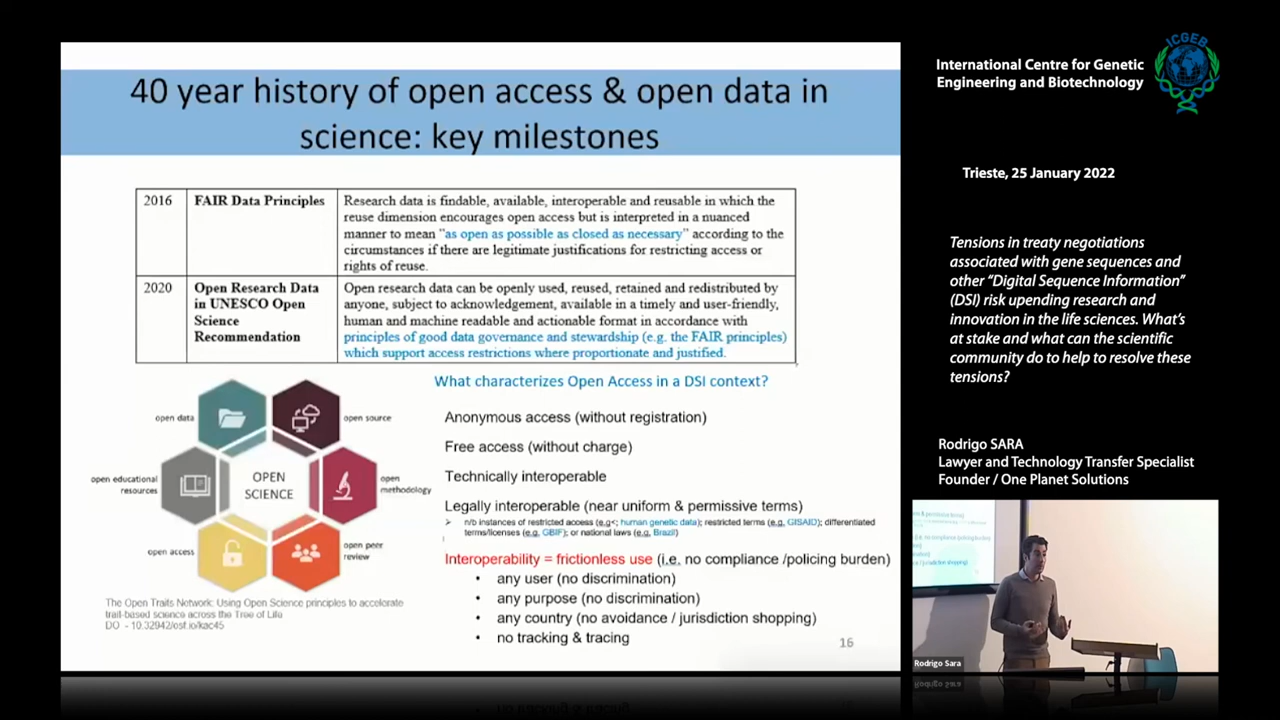 40 year history of open access & open data in
science: key milestones
2016
FAIR Data Principles
Research data is findable, available, interoperable and reusable in which the
reuse dimension encourages open access but is interpreted in a nuanced
manner to mean “as open as possible as closed as necessary” according to the
circumstances if there are legitimate justifications for restricting access or
rights of reuse.
2020
Open Research Data
in UNESCO Open
Science
Recommendation
Open research data can be openly used, reused, retained and redistributed by
anyone, subject to acknowledgement, available in a timely and user-friendly,
human and machine readable and actionable format in accordance with
principles of good data governance and stewardship (e.g. the FAIR principles)
which support access restrictions where proportionate and justified.
open data
open source
open educational
resources
OPEN
SCIENCE
open
methodology
open access
open peer
review
The Open Traits Network: Using Open Science principles to accelerate
trait-based science across the Tree of Life
DOI - 10.32942/osf.io/kac45
What characterizes Open Access in a DSI context?
Anonymous access (without registration)
Free access (without charge)
Technically interoperable
Legally interoperable (near uniform & permissive terms)
n/b instances of restricted access (e.g<; human genetic data); restricted terms (e.g, GISAID); differentiated
terms/licenses (e.g, GBIF); or national laws (e.g, Brazil)
Interoperability = frictionless use (i.e. no compliance /policing burden)
• any user (no discrimination)
• any purpose (no discrimination)
• any country (no avoidance / jurisdiction shopping)
• no tracking & tracing
16
International Centre for Genetic
Engineering and Biotechnology
ICGEB
Trieste, 25 January 2022
Tensions in treaty negotiations
associated with gene sequences and
other “Digital Sequence Information”
(DSI) risk upending research and
innovation in the life sciences. What’s
at stake and what can the scientific
community do to help to resolve these
tensions?
Rodrigo SARA
Lawyer and Technology Transfer Specialist
Founder / One Planet Solutions
Rodrigo Sara